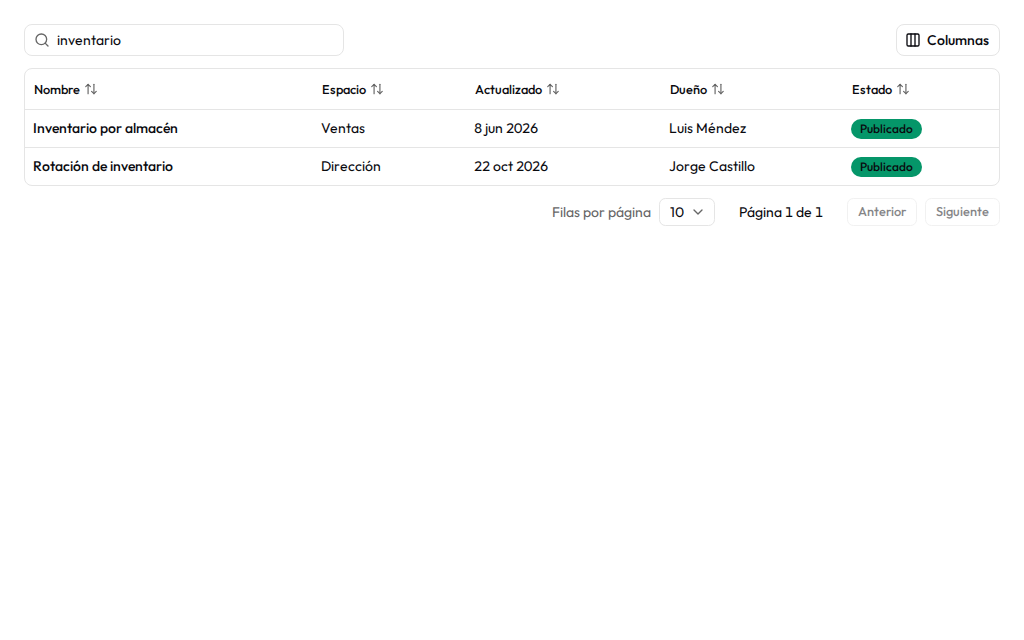 inventario
Columnas
Nombre Espacio Actualizado Dueño Estado
Inventario por almacén Ventas 8 jun 2026 Luis Méndez Publicado
Rotación de inventario Dirección 22 oct 2026 Jorge Castillo Publicado
Filas por página 10 Página 1 de 1 Anterior Siguiente